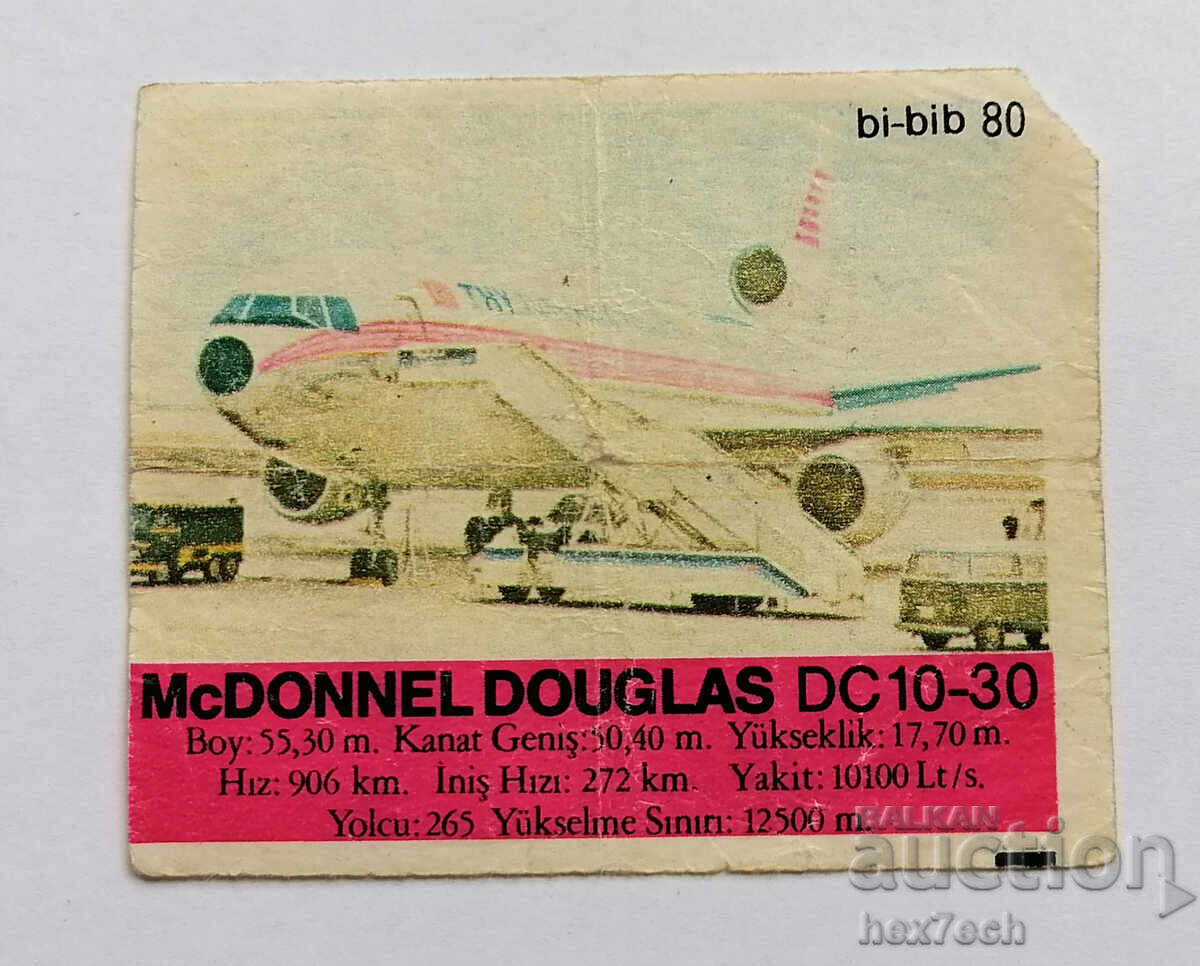 bi-bib 80
McDONNEL DOUGLAS DC10-30
Boy: 55,30 m. Kanat Geniş: 50,40 m. Yükseklik: 17,70 m.
Hız: 906 km. İniş Hızı: 272 km. Yakit: 10100 Lt/s.
Yolcu: 265 Yükselme Sınırı: 12500 m.
BALKAN
auction
hex7ech